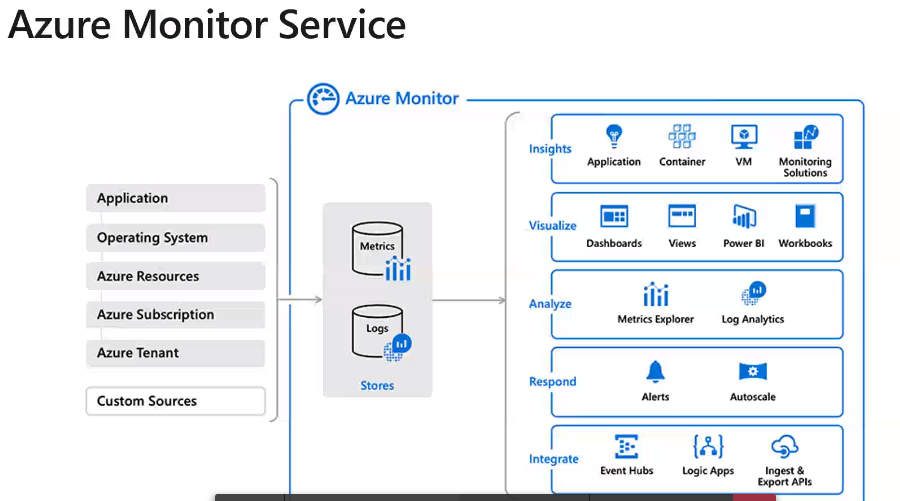 Azure Monitor Service
Azure Monitor
Application
Operating System
Azure Resources
Azure Subscription
Azure Tenant
Custom Sources
Metrics
Logs
Stores
Insights
Application
Container
VM
Monitoring
Solutions
Visualize
Dashboards
Views
Power BI
Workbooks
Analyze
Metrics Explorer
Log Analytics
Respond
Alerts
Autoscale
Integrate
Event Hubs
Logic Apps
Ingest &
Export APIs